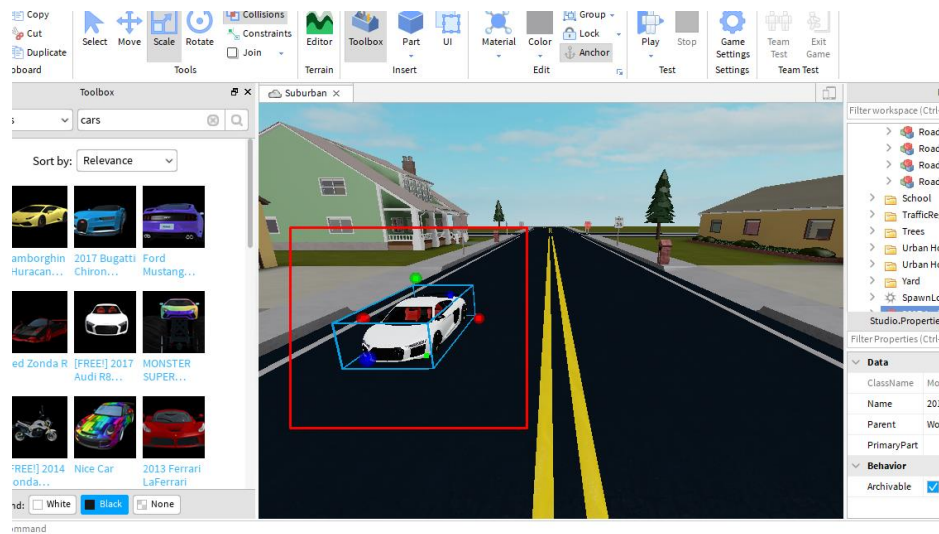 Copy
Cut
Duplicate
Select Move Scale Rotate
Collisions
Constraints
Join
Tools
Editor
Terrain
Toolbox Part UI
Insert
Material Color
Group
Lock
Anchor
Edit
Play Stop
Test
Game
Settings
Settings
Team
Test
Exit
Game
Team Test
Toolbox
cars
Sort by: Relevance
2017 Bugatti
Chiron...
Ford
Mustang...
Huracan...
ed Zonda R
[FREE!] 2017
Audi R8...
MONSTER
SUPER...
FREE!] 2014
onda...
Nice Car
2013 Ferrari
LaFerrari
White Black None
Suburban
Filter workspace (Ctrl
Road
Road
Road
Road
School
TrafficRe
Trees
Urban Ho
Urban Ho
Yard
SpawnLo
Studio.Propertie
Filter Properties (Ctrl
Data
ClassName Mo
Name 201
Parent Wo
PrimaryPart
Behavior
Archivable
ommand